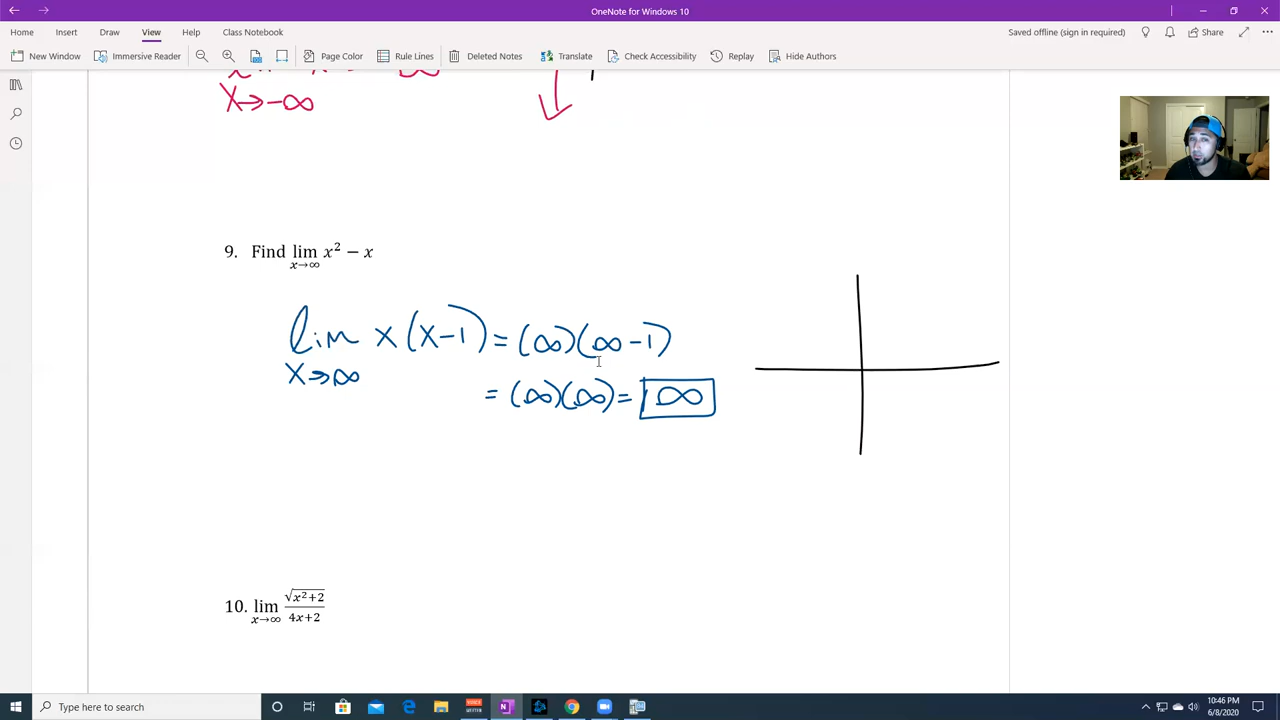 OneNote for Windows 10
Home Insert Draw View Help Class Notebook Saved offline (sign in required) Share
New Window Immersive Reader Page Color Rule Lines Deleted Notes Translate Check Accessibility Replay Hide Authors
x→-∞
9. Find lim x→∞ x² − x
lim x(x-1) = (∞)(∞-1)
x→∞ = (∞)(∞) = ∞
10. lim x→∞ √x²+2
4x+2
Type here to search
10:46 PM
6/8/2020